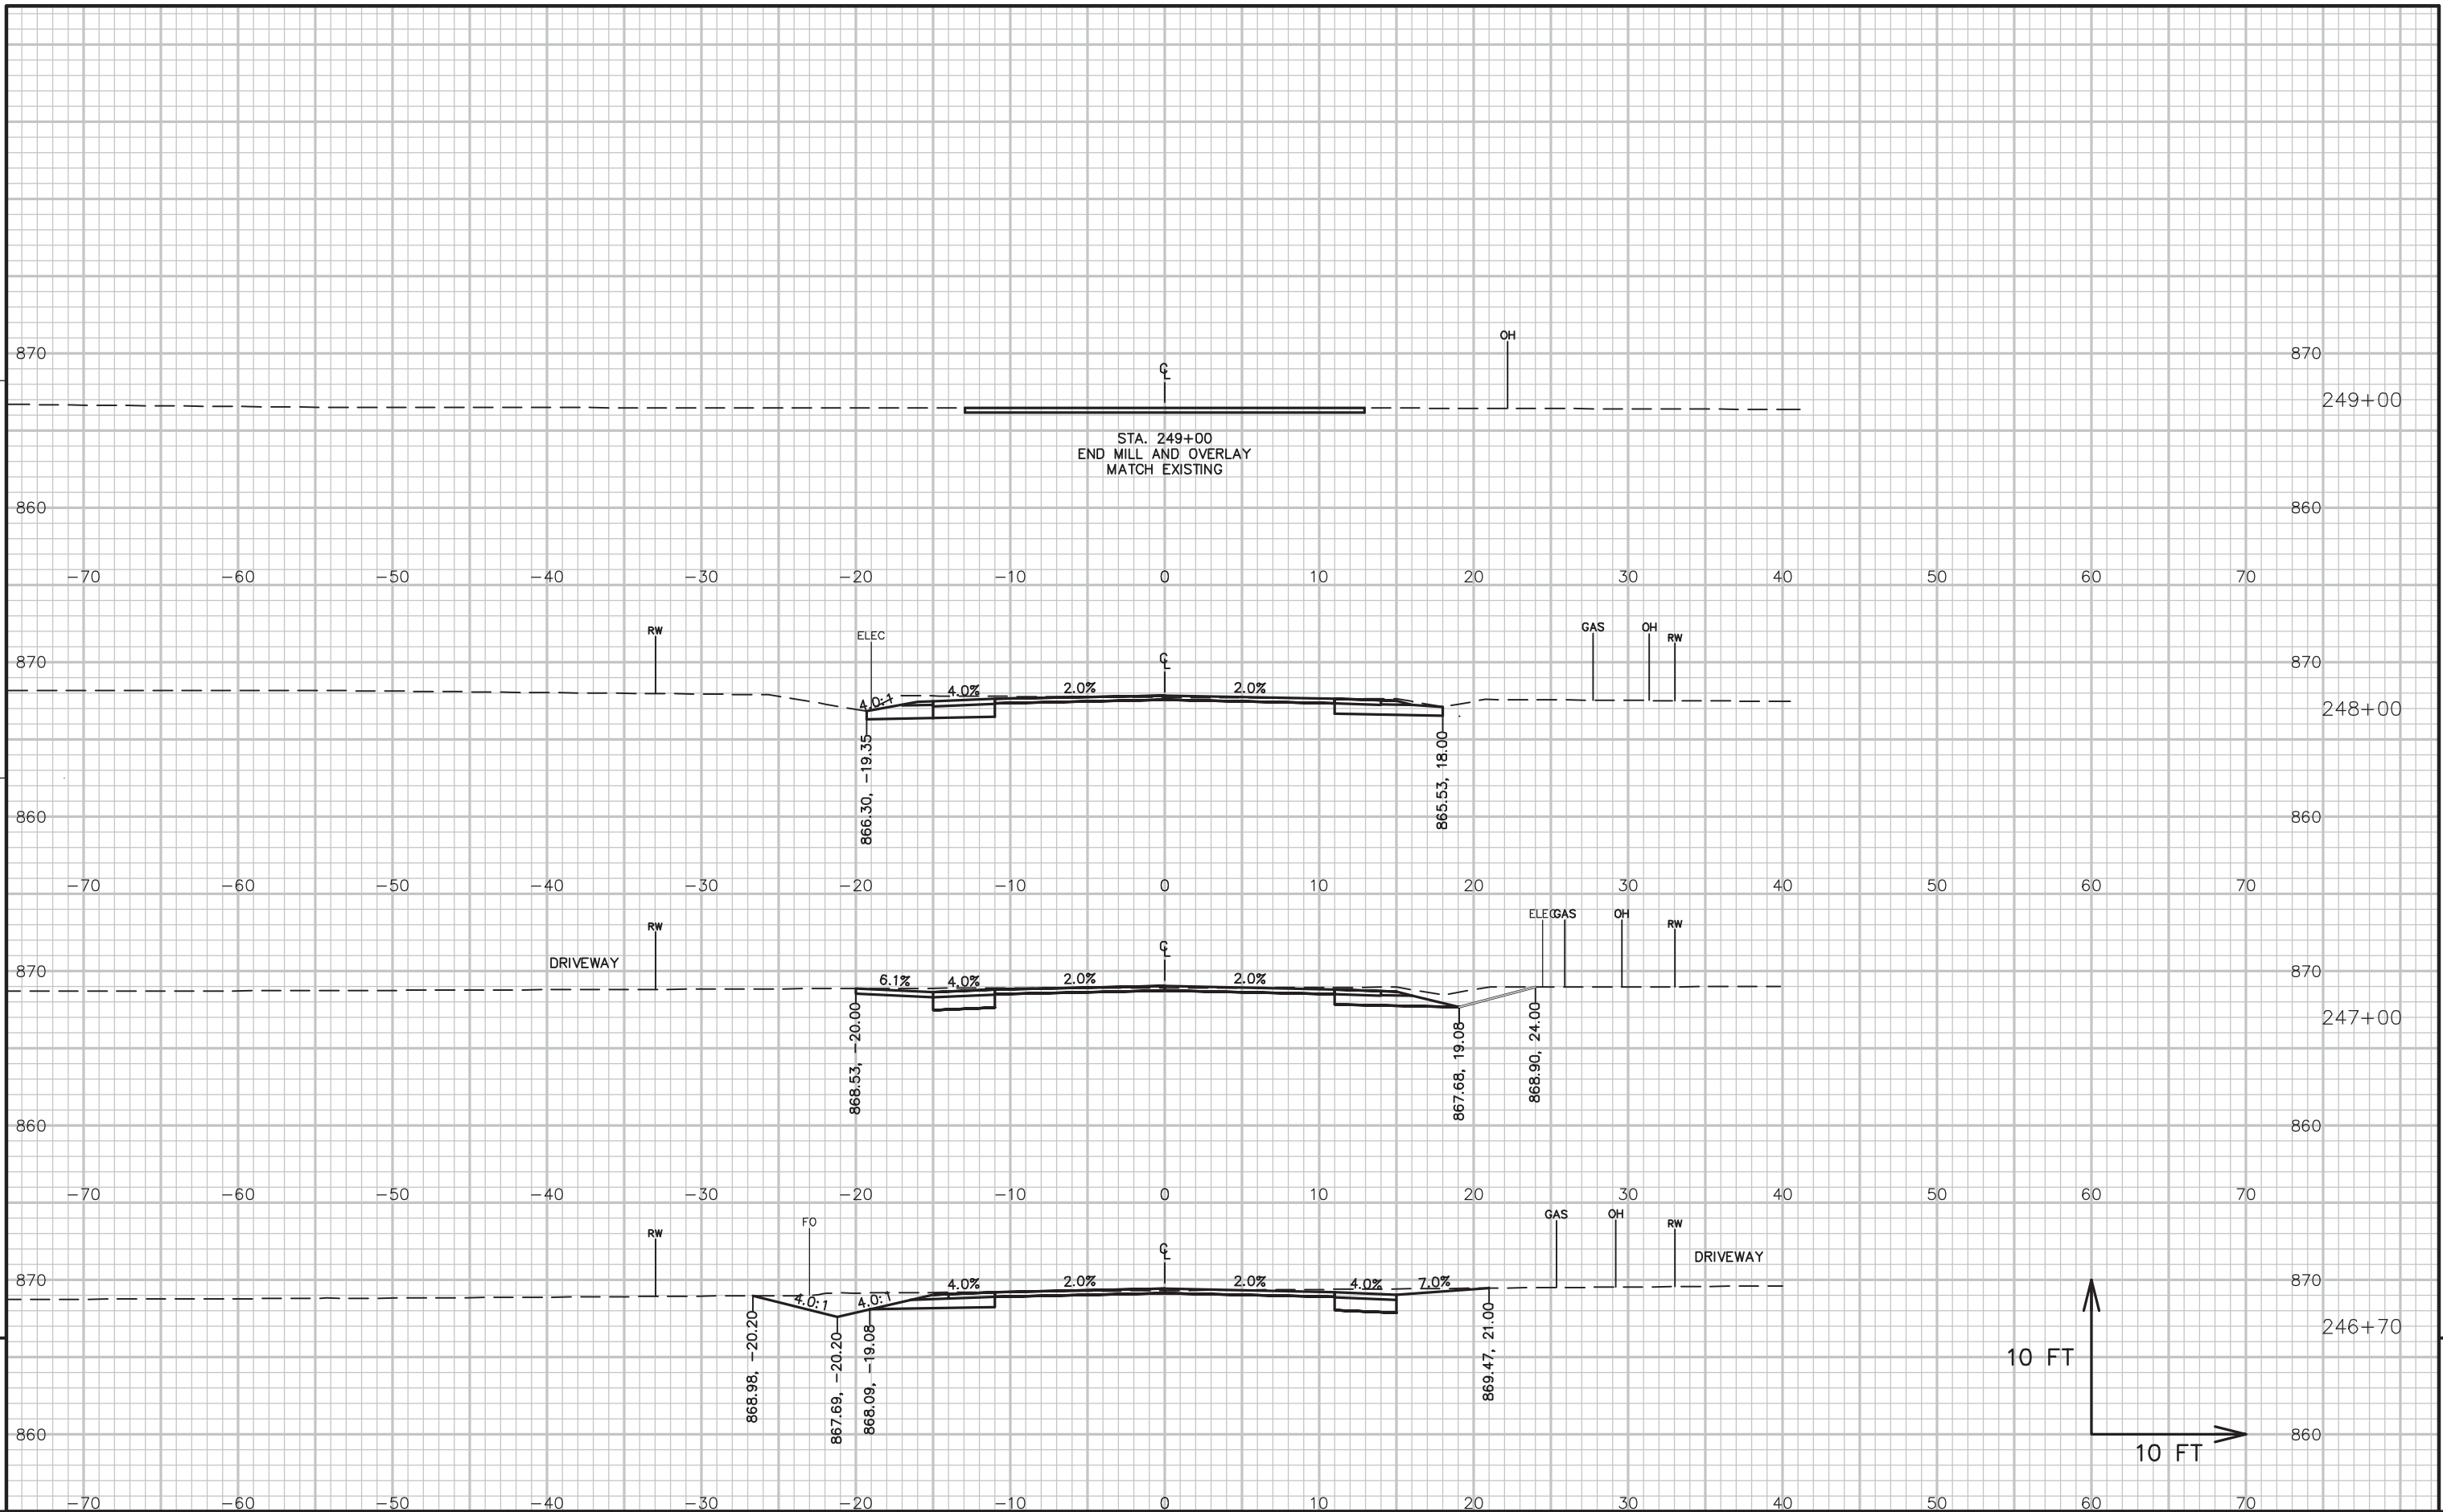 OH
870 870
℄
249+00
STA. 249+00
END MILL AND OVERLAY
MATCH EXISTING
860 860
-70 -60 -50 -40 -30 -20 -10 0 10 20 30 40 50 60 70
RW ELEC GAS OH RW
870 ℄ 870
4.0:1 4.0% 2.0% 2.0%
248+00
866.30, -19.35
865.53, 18.00
860 860
-70 -60 -50 -40 -30 -20 -10 0 10 20 30 40 50 60 70
RW ELEC GAS OH RW
DRIVEWAY ℄
870 870
6.1% 4.0% 2.0% 2.0%
247+00
868.53, -20.00
867.68, 19.08
868.90, 24.00
860 860
-70 -60 -50 -40 -30 -20 -10 0 10 20 30 40 50 60 70
RW FO GAS OH RW
℄ DRIVEWAY
870 870
4.0:1 4.0:1 4.0% 2.0% 2.0% 4.0% 7.0%
246+70
868.98, -20.20
867.69, -20.20
868.09, -19.08
869.47, 21.00
10 FT
860 860
10 FT
-70 -60 -50 -40 -30 -20 -10 0 10 20 30 40 50 60 70